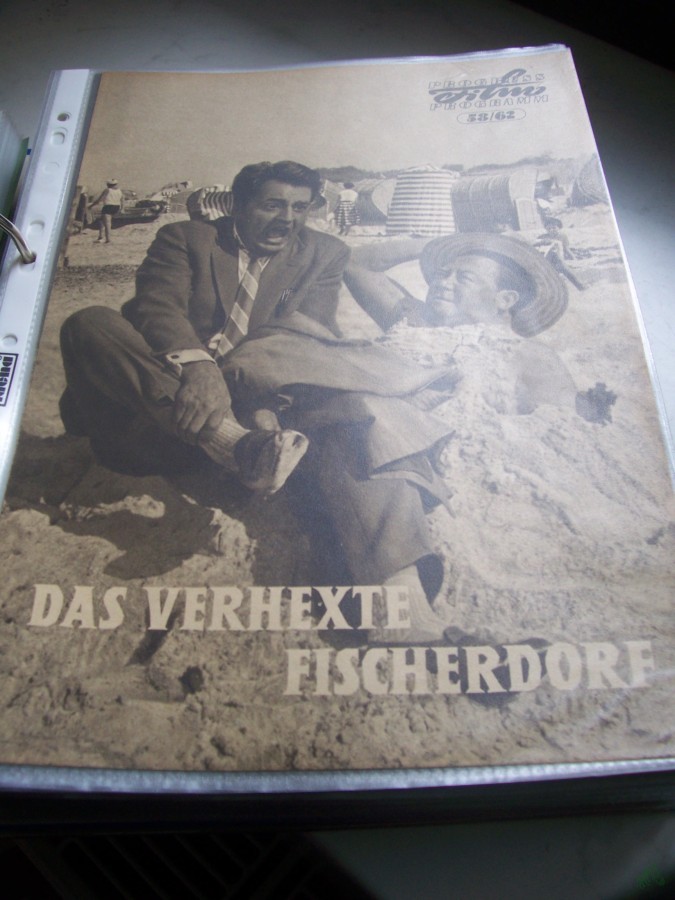 PROGRESS
Film
PROGRAMM
58/62
DAS VERHEXTE
FISCHERDORF